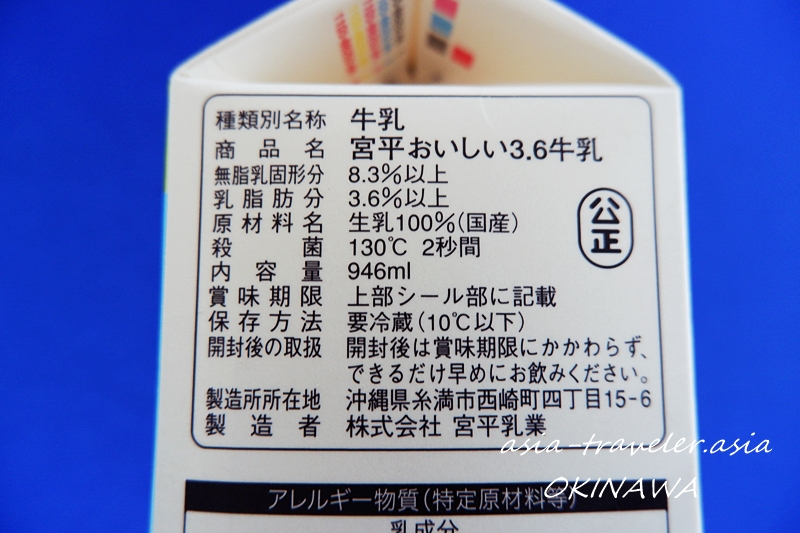 種類別名称 牛乳
商品名 宮平おいしい3.6牛乳
無脂乳固形分 8.3%以上
乳脂肪分 3.6%以上
原材料名 生乳100%(国産)
殺菌 130℃ 2秒間
内容量 946ml
賞味期限 上部シール部に記載
保存方法 要冷蔵(10℃以下)
開封後の取扱 開封後は賞味期限にかかわらず、
できるだけ早めにお飲みください。
製造所所在地 沖縄県糸満市西崎町四丁目15-6
製造者 株式会社 宮平乳業
公正
アレルギー物質(特定原材料等)
乳成分
asia-traveler.asia
OKINAWA